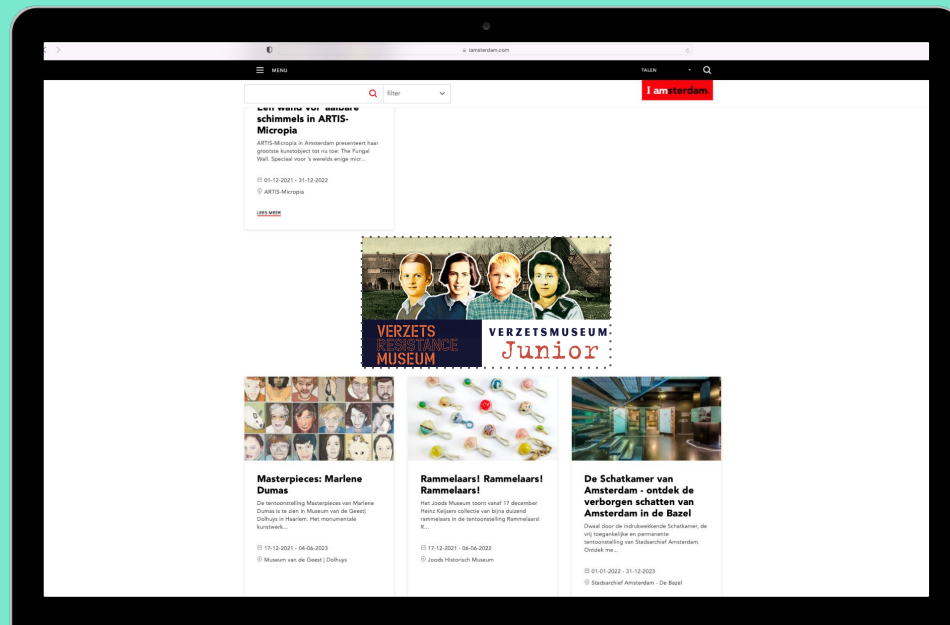 iamsterdam.com
MENU
TALEN
filter
I amsterdam.
schimmels in ARTIS-
Micropia
ARTIS-Micropia in Amsterdam presenteert haar
grootste kunstobject tot nu toe: The Fungal
Wall. Speciaal voor 's werelds enige micr...
01-12-2021 - 31-12-2022
ARTIS-Micropia
LEES MEER
VERZETS
RESISTANCE
MUSEUM
VERZETSMUSEUM
Junior
Masterpieces: Marlene
Dumas
De tentoonstelling Masterpieces van Marlene
Dumas is te zien in Museum van de Geest|
Dolhuys in Haarlem. Het monumentale
kunstwerk...
17-12-2021 - 04-06-2023
Museum van de Geest | Dolhuys
Rammelaars! Rammelaars!
Rammelaars!
Het Joods Museum toont vanaf 17 december
Heinz Keijsers collectie van bijna duizend
rammelaars in de tentoonstelling Rammelaars!
R...
17-12-2021 - 06-06-2022
Joods Historisch Museum
De Schatkamer van
Amsterdam - ontdek de
verborgen schatten van
Amsterdam in de Bazel
Dwaal door de indrukwekkende Schatkamer, de
vrij toegankelijke en permanente
tentoonstelling van Stadsarchief Amsterdam.
Ontdek me...
01-01-2022 - 31-12-2023
Stadsarchief Amsterdam - De Bazel